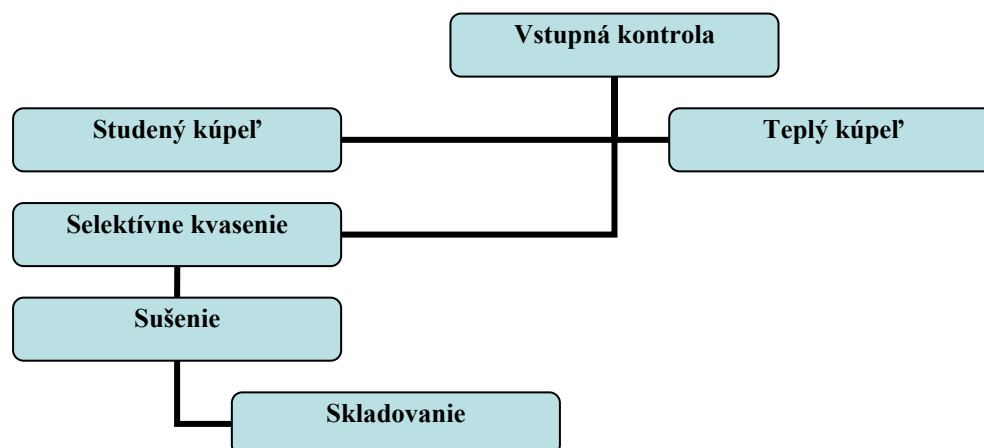 Vstupná kontrola
Studený kúpeľ
Teplý kúpeľ
Selektívne kvasenie
Sušenie
Skladovanie